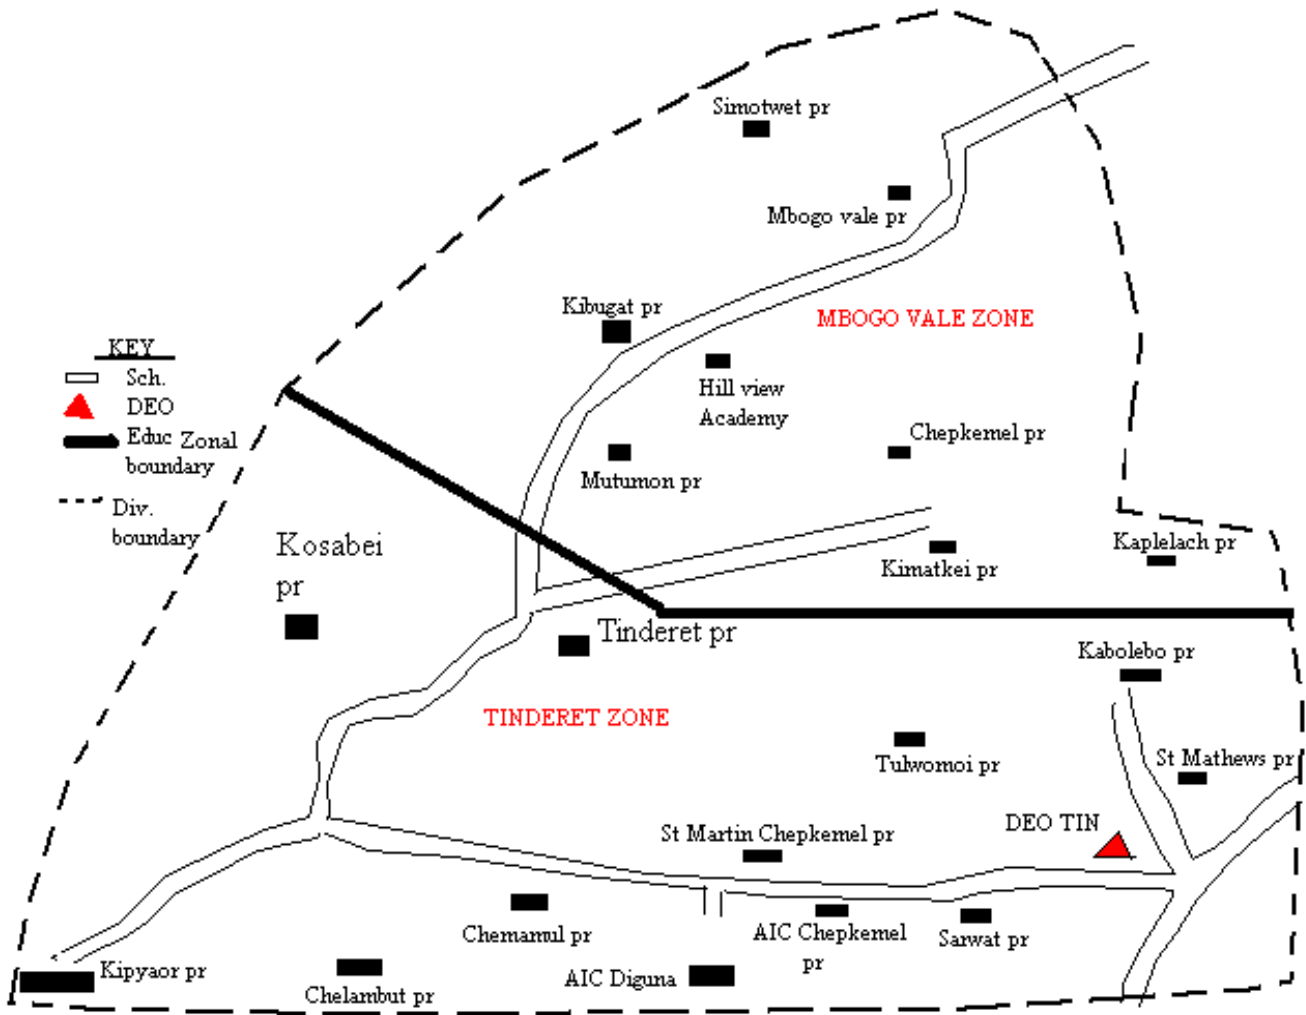 Simotwet pr
Mbogo vale pr
Kibugat pr
MBOGO VALE ZONE
KEY
Sch.
DEO
Educ Zonal
boundary
Div.
boundary
Hill view
Academy
Chepkemel pr
Mutumon pr
Kosabei
pr
Kimatkei pr
Kaplelach pr
Tinderet pr
Kabolebo pr
TINDERET ZONE
Tulwomoi pr
St Mathews pr
St Martin Chepkemel pr
DEO TIN
Chemamul pr
AIC Chepkemel
pr
Sarwat pr
Kipyaor pr
Chelambut pr
AIC Diguna